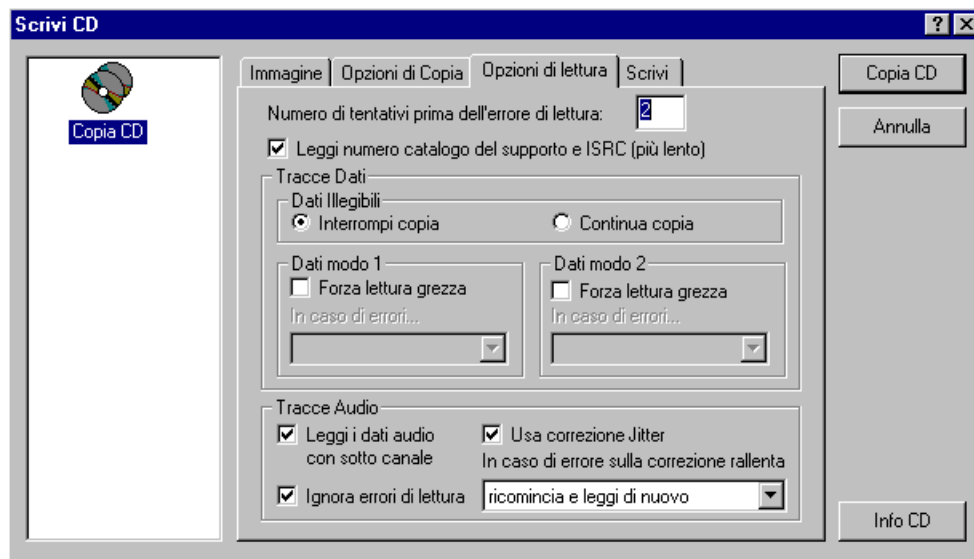 Scrivi CD
Copia CD
Immagine Opzioni di Copia Opzioni di lettura Scrivi
Numero di tentativi prima dell'errore di lettura: 2
Leggi numero catalogo del supporto e ISRC (più lento)
Tracce Dati
Dati Illegibili
Interrompi copia Continua copia
Dati modo 1 Dati modo 2
Forza lettura grezza Forza lettura grezza
In caso di errori... In caso di errori...
Tracce Audio
Leggi i dati audio
con sotto canale
Usa correzione Jitter
In caso di errore sulla correzione rallenta
Ignora errori di lettura ricomincia e leggi di nuovo
Copia CD
Annulla
Info CD